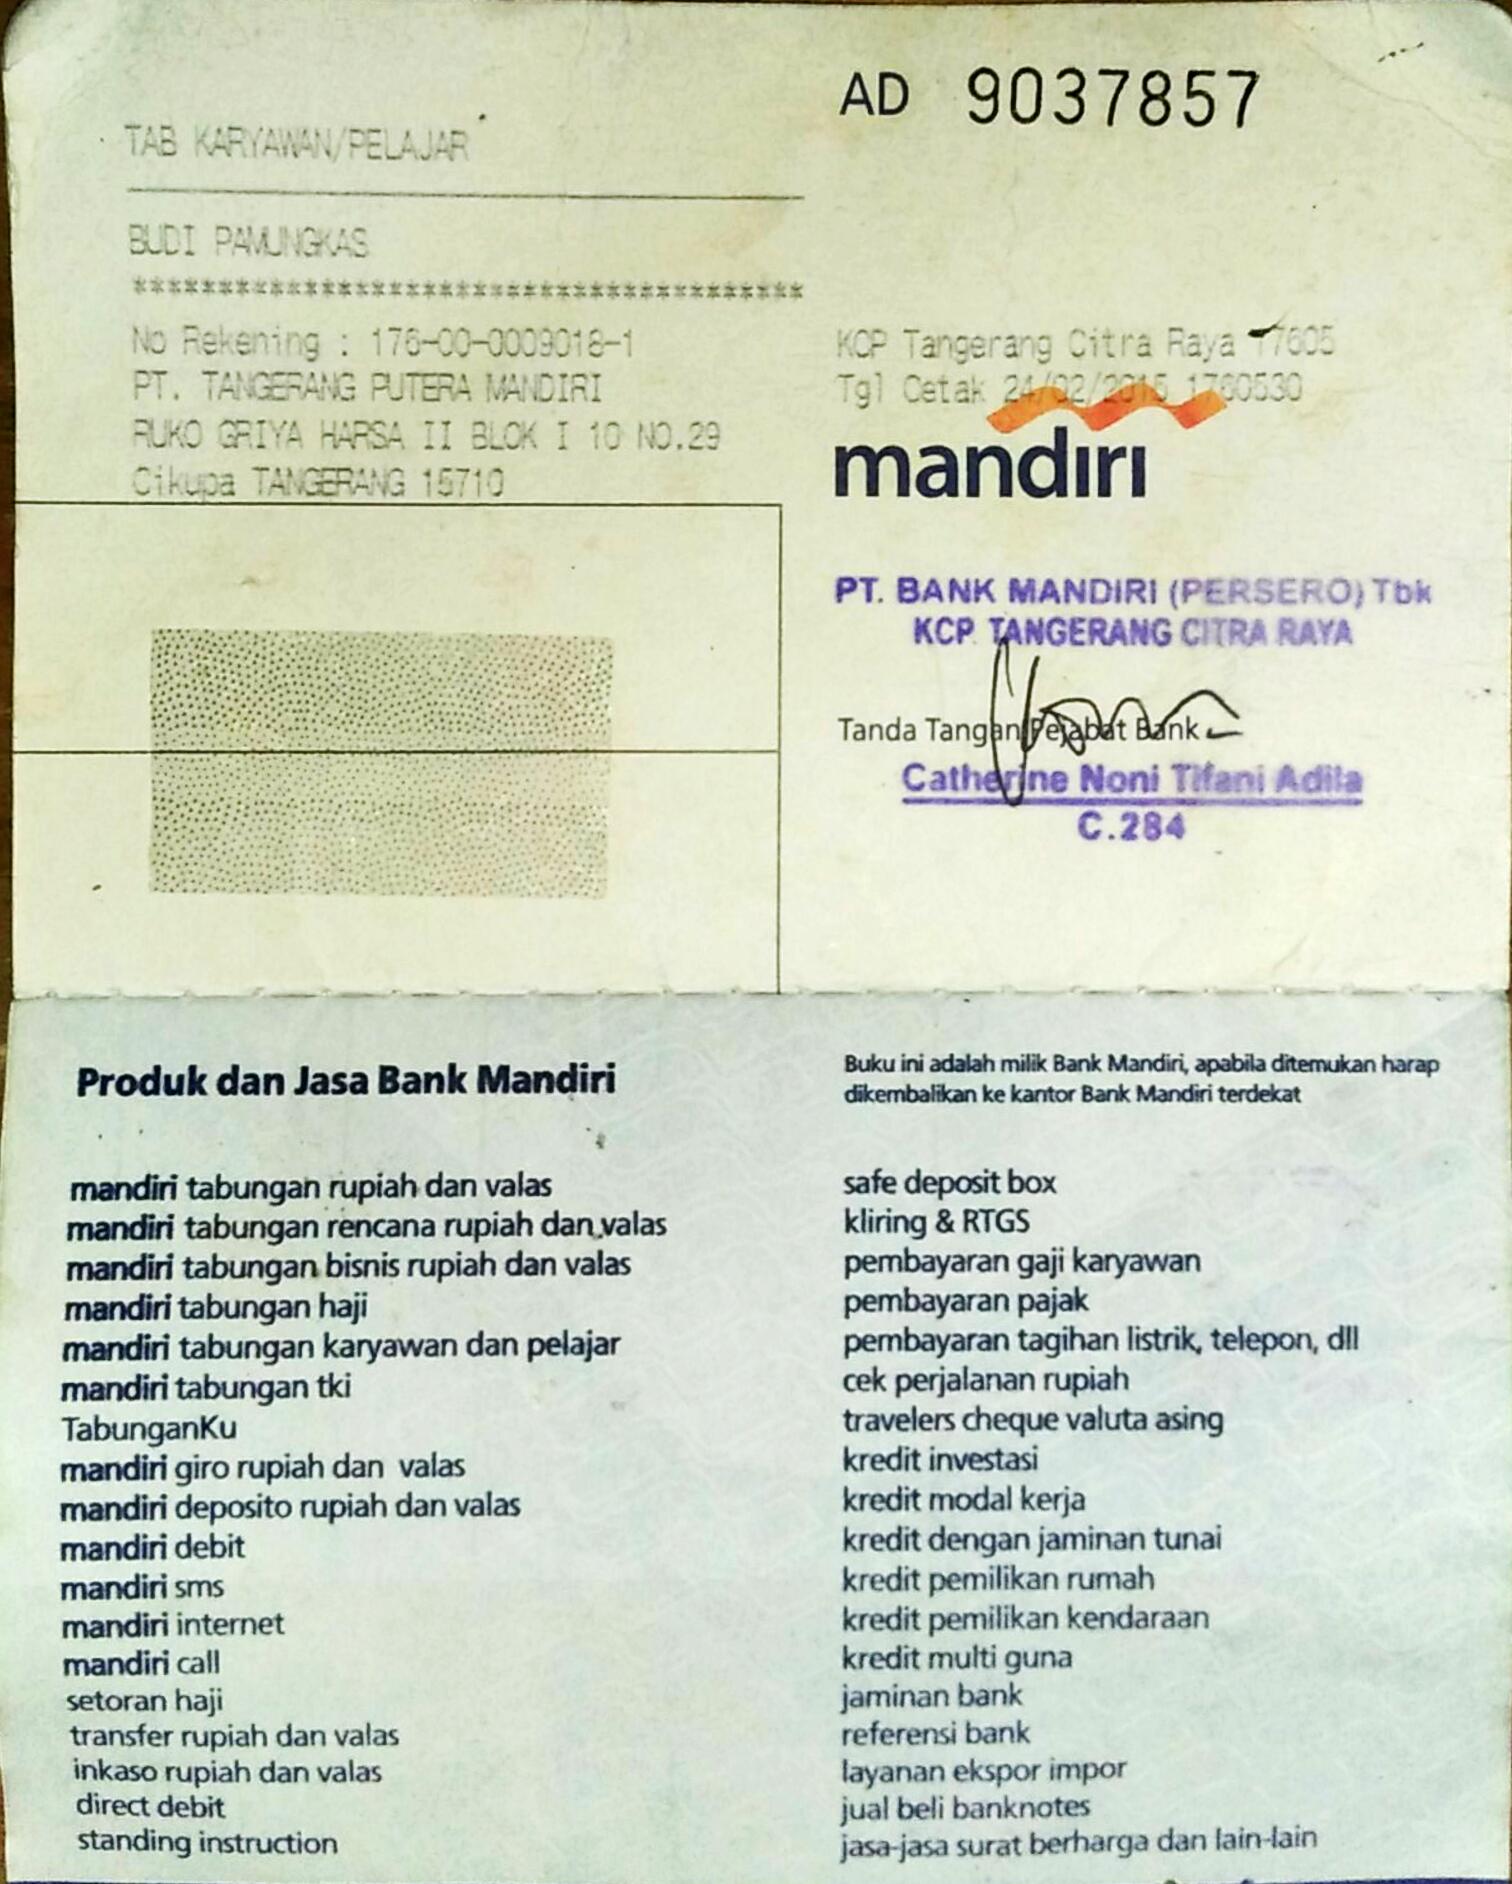 AD 9037857
TAB KARYAWAN/PELAJAR
BUDI PAMUNGKAS
***************************************
No Rekening : 176-00-0009018-1
PT. TANGERANG PUTERA MANDIRI
RUKO GRIYA HARSA II BLOK I 10 NO.29
Cikupa TANGERANG 15710
KCP Tangerang Citra Raya 17605
Tgl Cetak 24/02/2015 1760530
mandiri
PT. BANK MANDIRI (PERSERO) Tbk
KCP TANGERANG CITRA RAYA
Tanda Tangan Pejabat Bank
Catherine Noni Tifani Adila
C.284
Produk dan Jasa Bank Mandiri
mandiri tabungan rupiah dan valas
mandiri tabungan rencana rupiah dan valas
mandiri tabungan bisnis rupiah dan valas
mandiri tabungan haji
mandiri tabungan karyawan dan pelajar
mandiri tabungan tki
TabunganKu
mandiri giro rupiah dan valas
mandiri deposito rupiah dan valas
mandiri debit
mandiri sms
mandiri internet
mandiri call
setoran haji
transfer rupiah dan valas
inkaso rupiah dan valas
direct debit
standing instruction
Buku ini adalah milik Bank Mandiri, apabila ditemukan harap
dikembalikan ke kantor Bank Mandiri terdekat
safe deposit box
kliring & RTGS
pembayaran gaji karyawan
pembayaran pajak
pembayaran tagihan listrik, telepon, dll
cek perjalanan rupiah
travelers cheque valuta asing
kredit investasi
kredit modal kerja
kredit dengan jaminan tunai
kredit pemilikan rumah
kredit pemilikan kendaraan
kredit multi guna
jaminan bank
referensi bank
layanan ekspor impor
jual beli banknotes
jasa-jasa surat berharga dan lain-lain